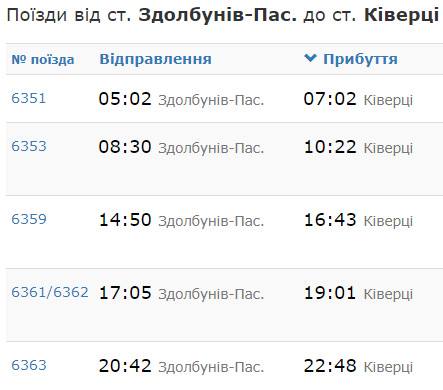 Поїзди від ст. Здолбунів-Пас. до ст. Ківерці
№ поїзда Відправлення Прибуття
6351 05:02 Здолбунів-Пас. 07:02 Ківерці
6353 08:30 Здолбунів-Пас. 10:22 Ківерці
6359 14:50 Здолбунів-Пас. 16:43 Ківерці
6361/6362 17:05 Здолбунів-Пас. 19:01 Ківерці
6363 20:42 Здолбунів-Пас. 22:48 Ківерці